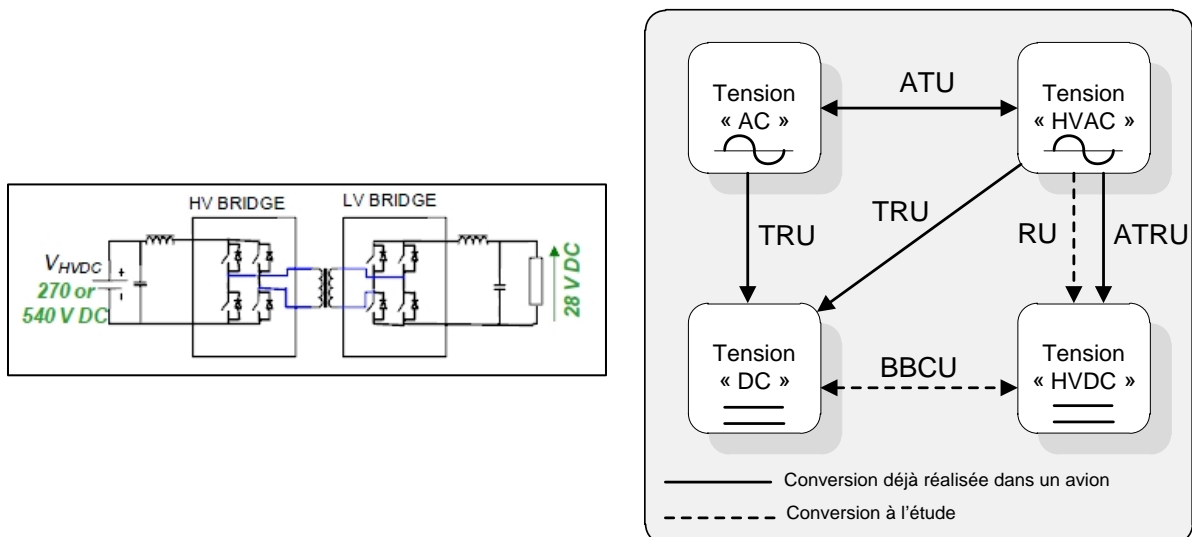 HV BRIDGE
LV BRIDGE
VHVDC
270 or
540 V DC
+
-
28 V DC
Tension
« AC »
ATU
Tension
« HVAC »
TRU
TRU
RU
ATRU
Tension
« DC »
BBCU
Tension
« HVDC »
Conversion déjà réalisée dans un avion
Conversion à l'étude